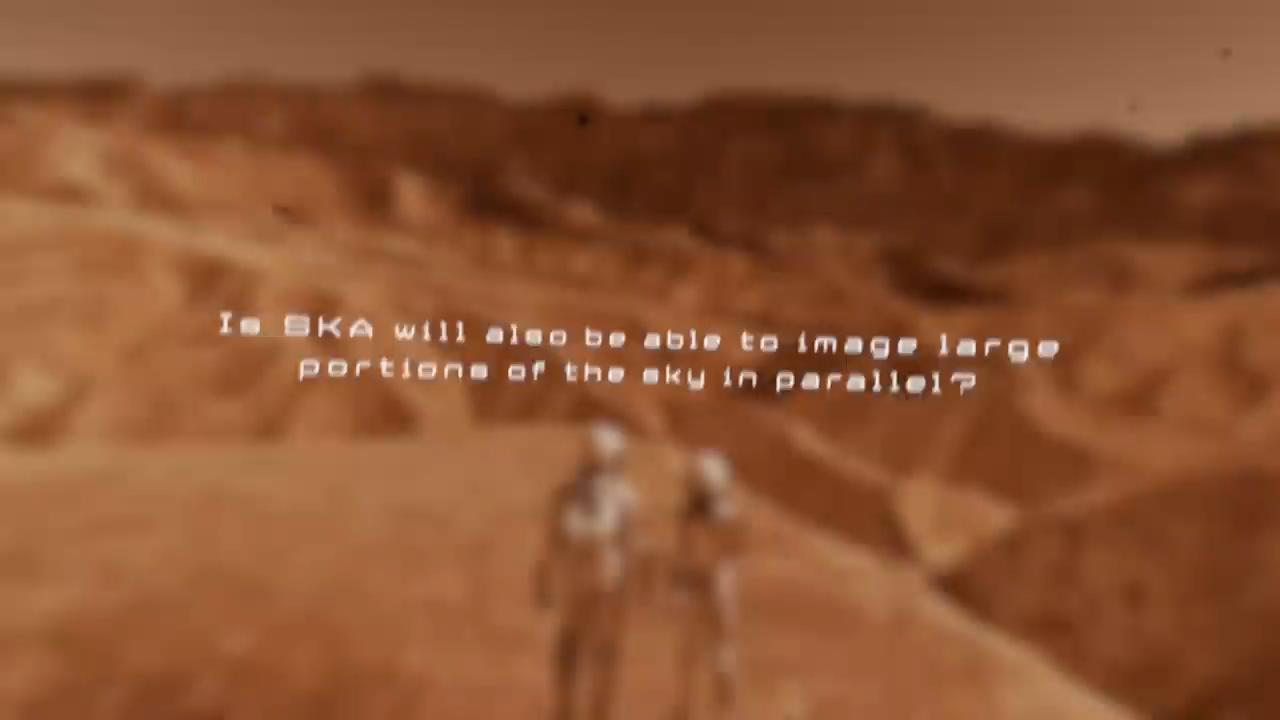 Is SKA will also be able to image large
portions of the sky in parallel?